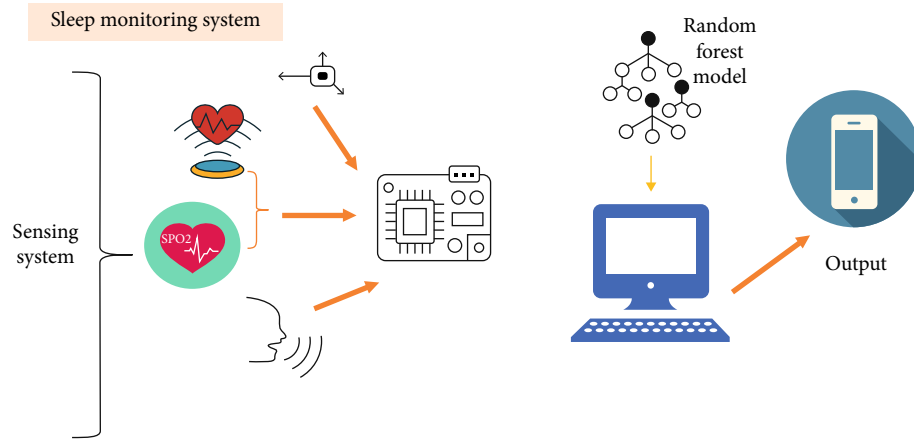 Sleep monitoring system
Sensing
system
SPO2
Random
forest
model
Output